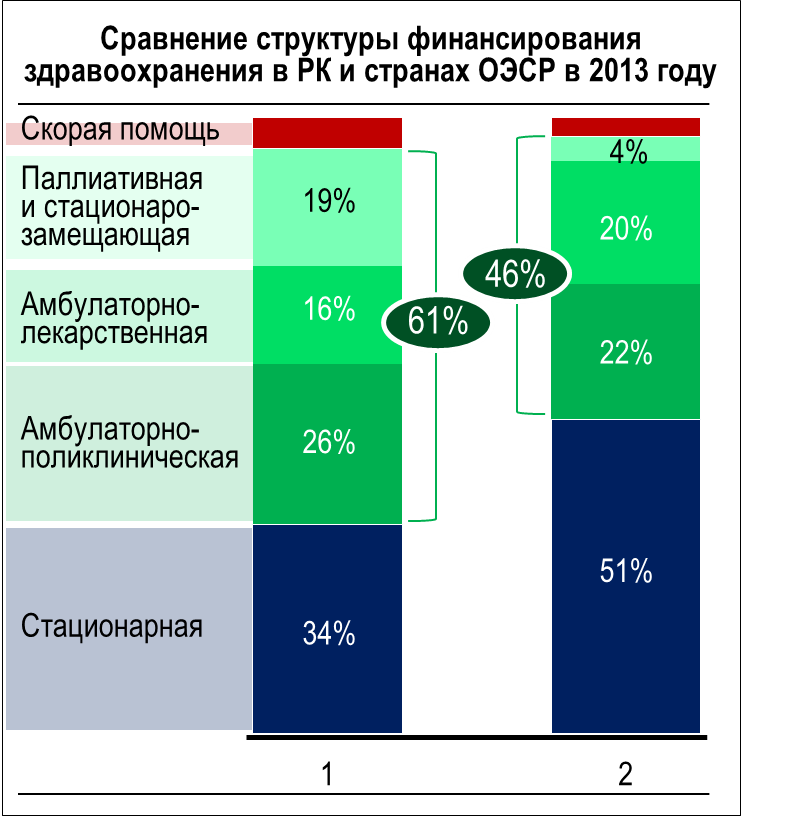 Сравнение структуры финансирования
здравоохранения в РК и странах ОЭСР в 2013 году
Скорая помощь
Паллиативная
и стационаро-
замещающая
Амбулаторно-
лекарственная
Амбулаторно-
поликлиническая
Стационарная
19%
16%
26%
34%
61%
46%
4%
20%
22%
51%
1
2